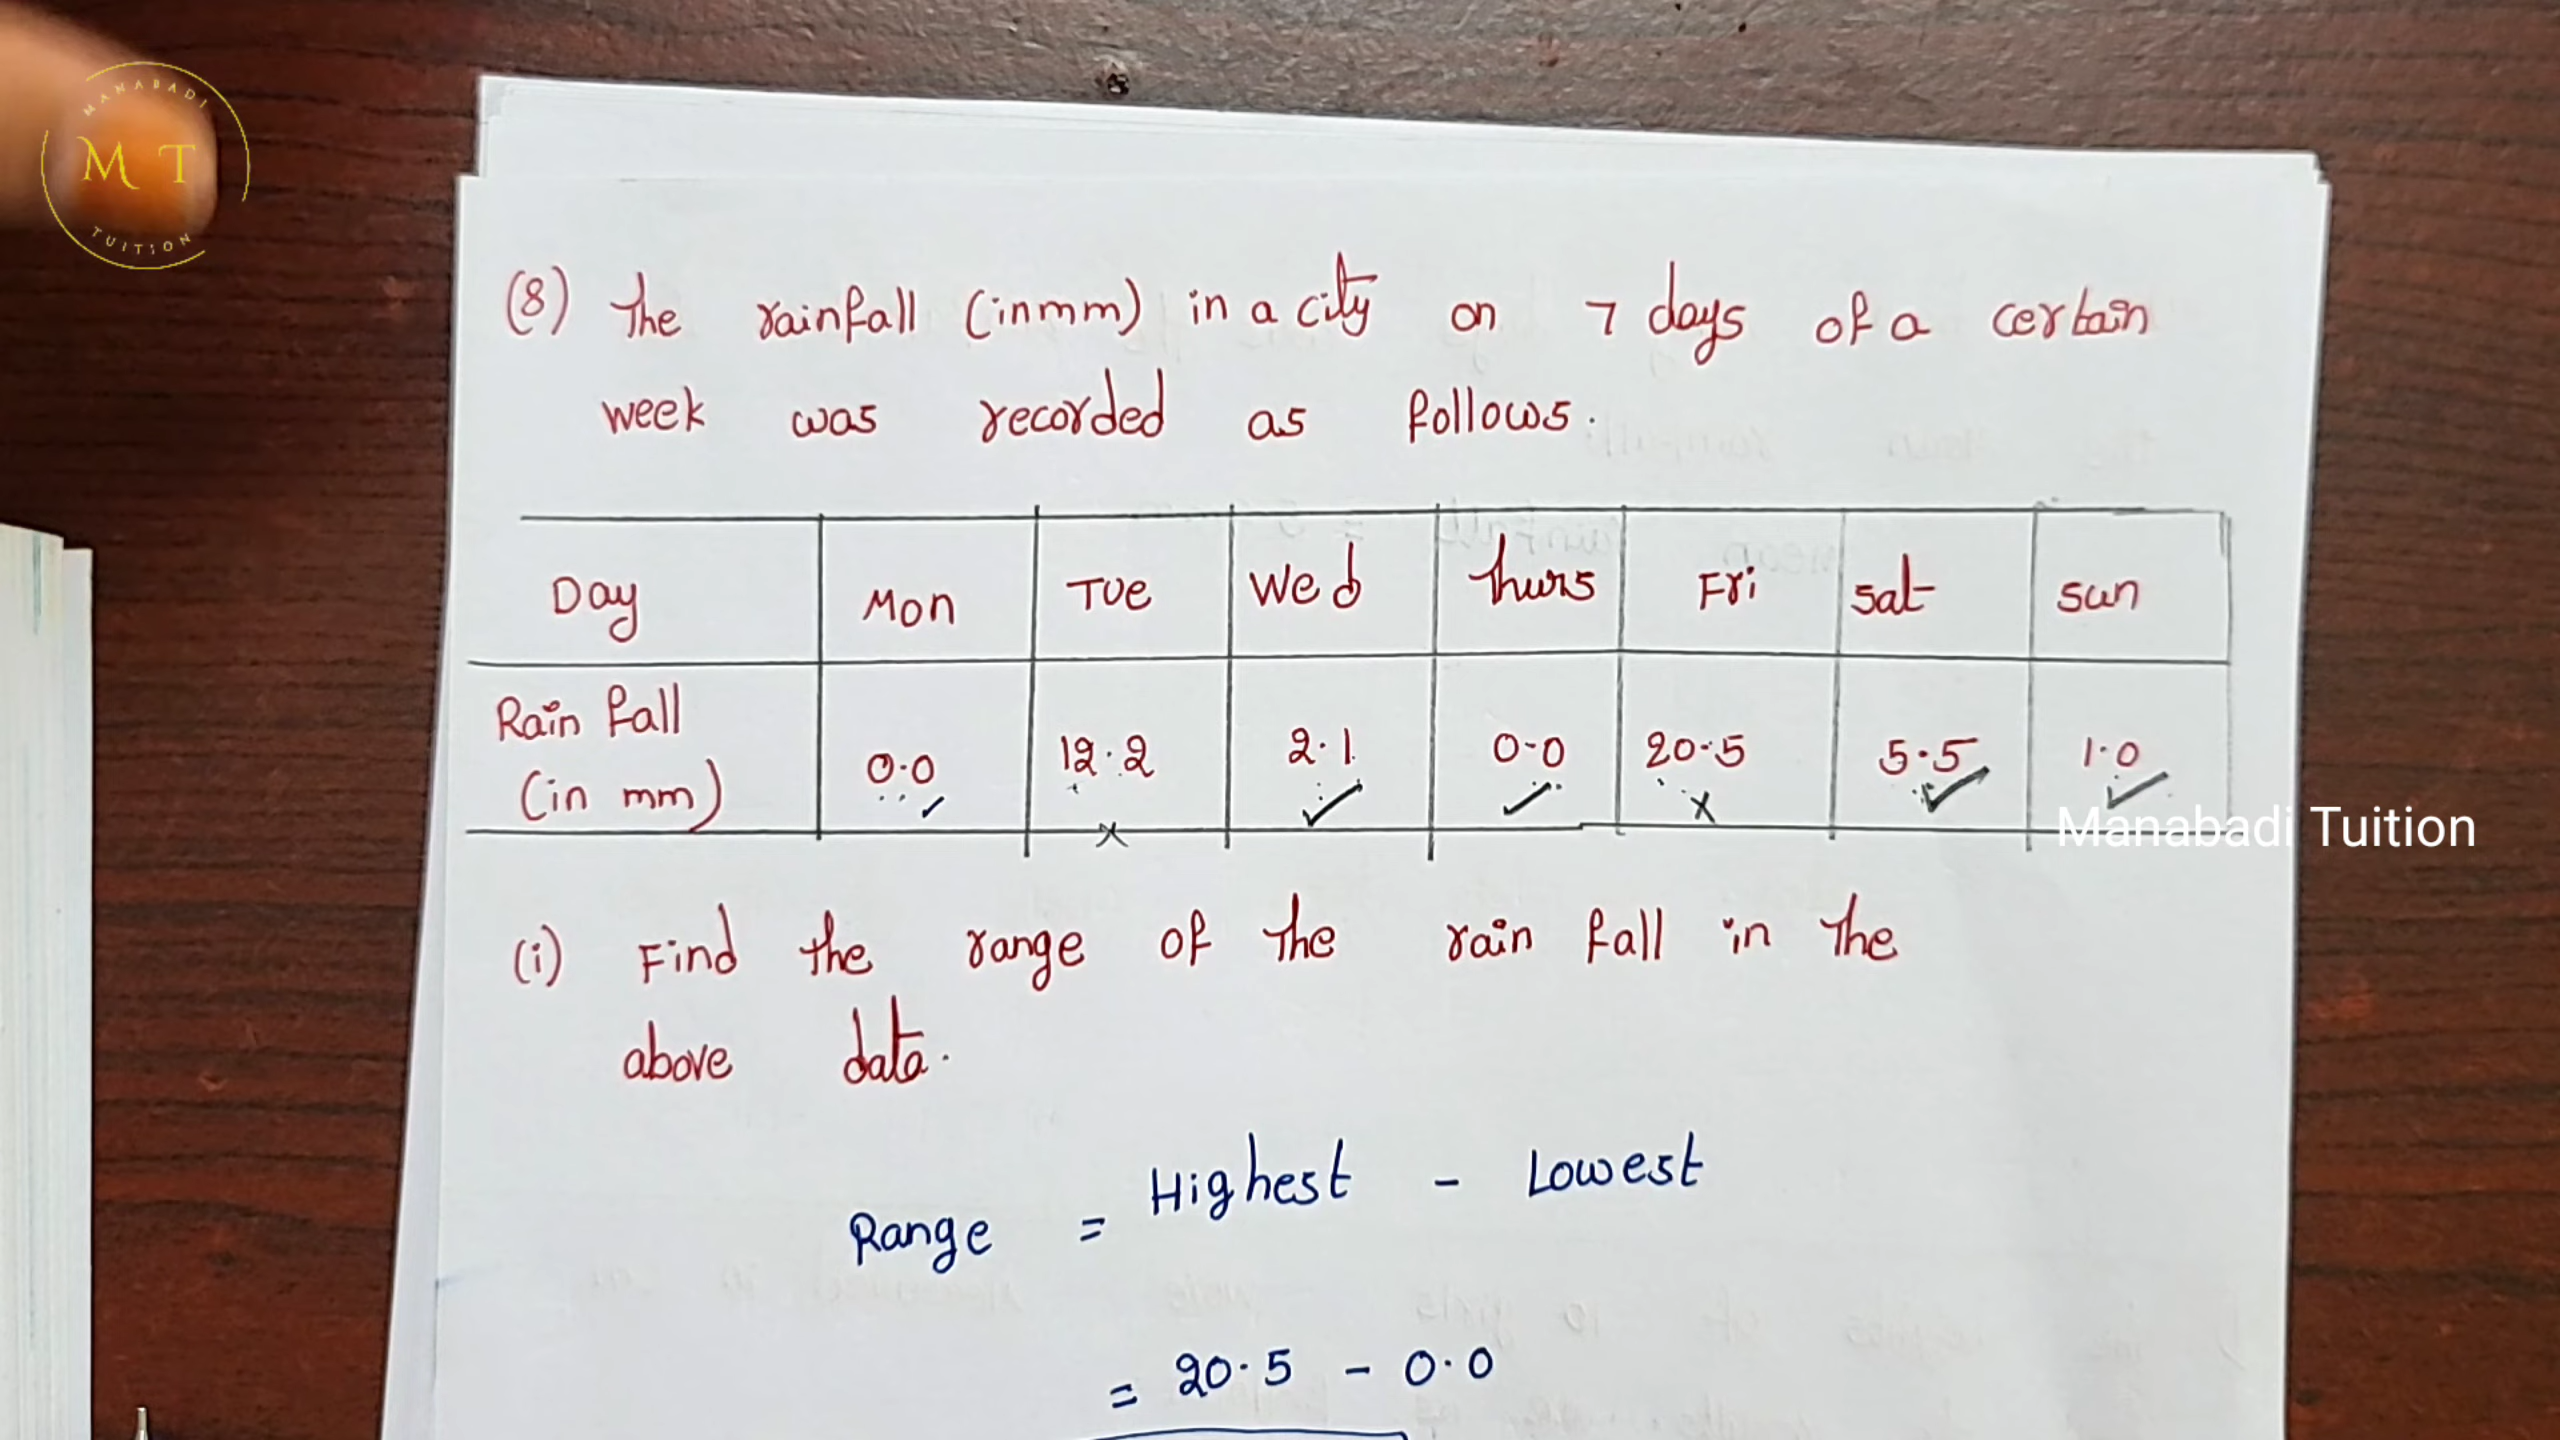 MANABADI
M T
TUITION
(8) The rainfall (in mm) in a city on 7 days of a certain
week was recorded as follows.
Day Mon Tue Wed Thurs Fri sat sun
Rain fall
(in mm) 0.0 12.2 2.1 0.0 20.5 5.5 1.0
Manabadi Tuition
(i) Find the range of the rain fall in the
above data.
Range = Highest - Lowest
= 20.5 - 0.0